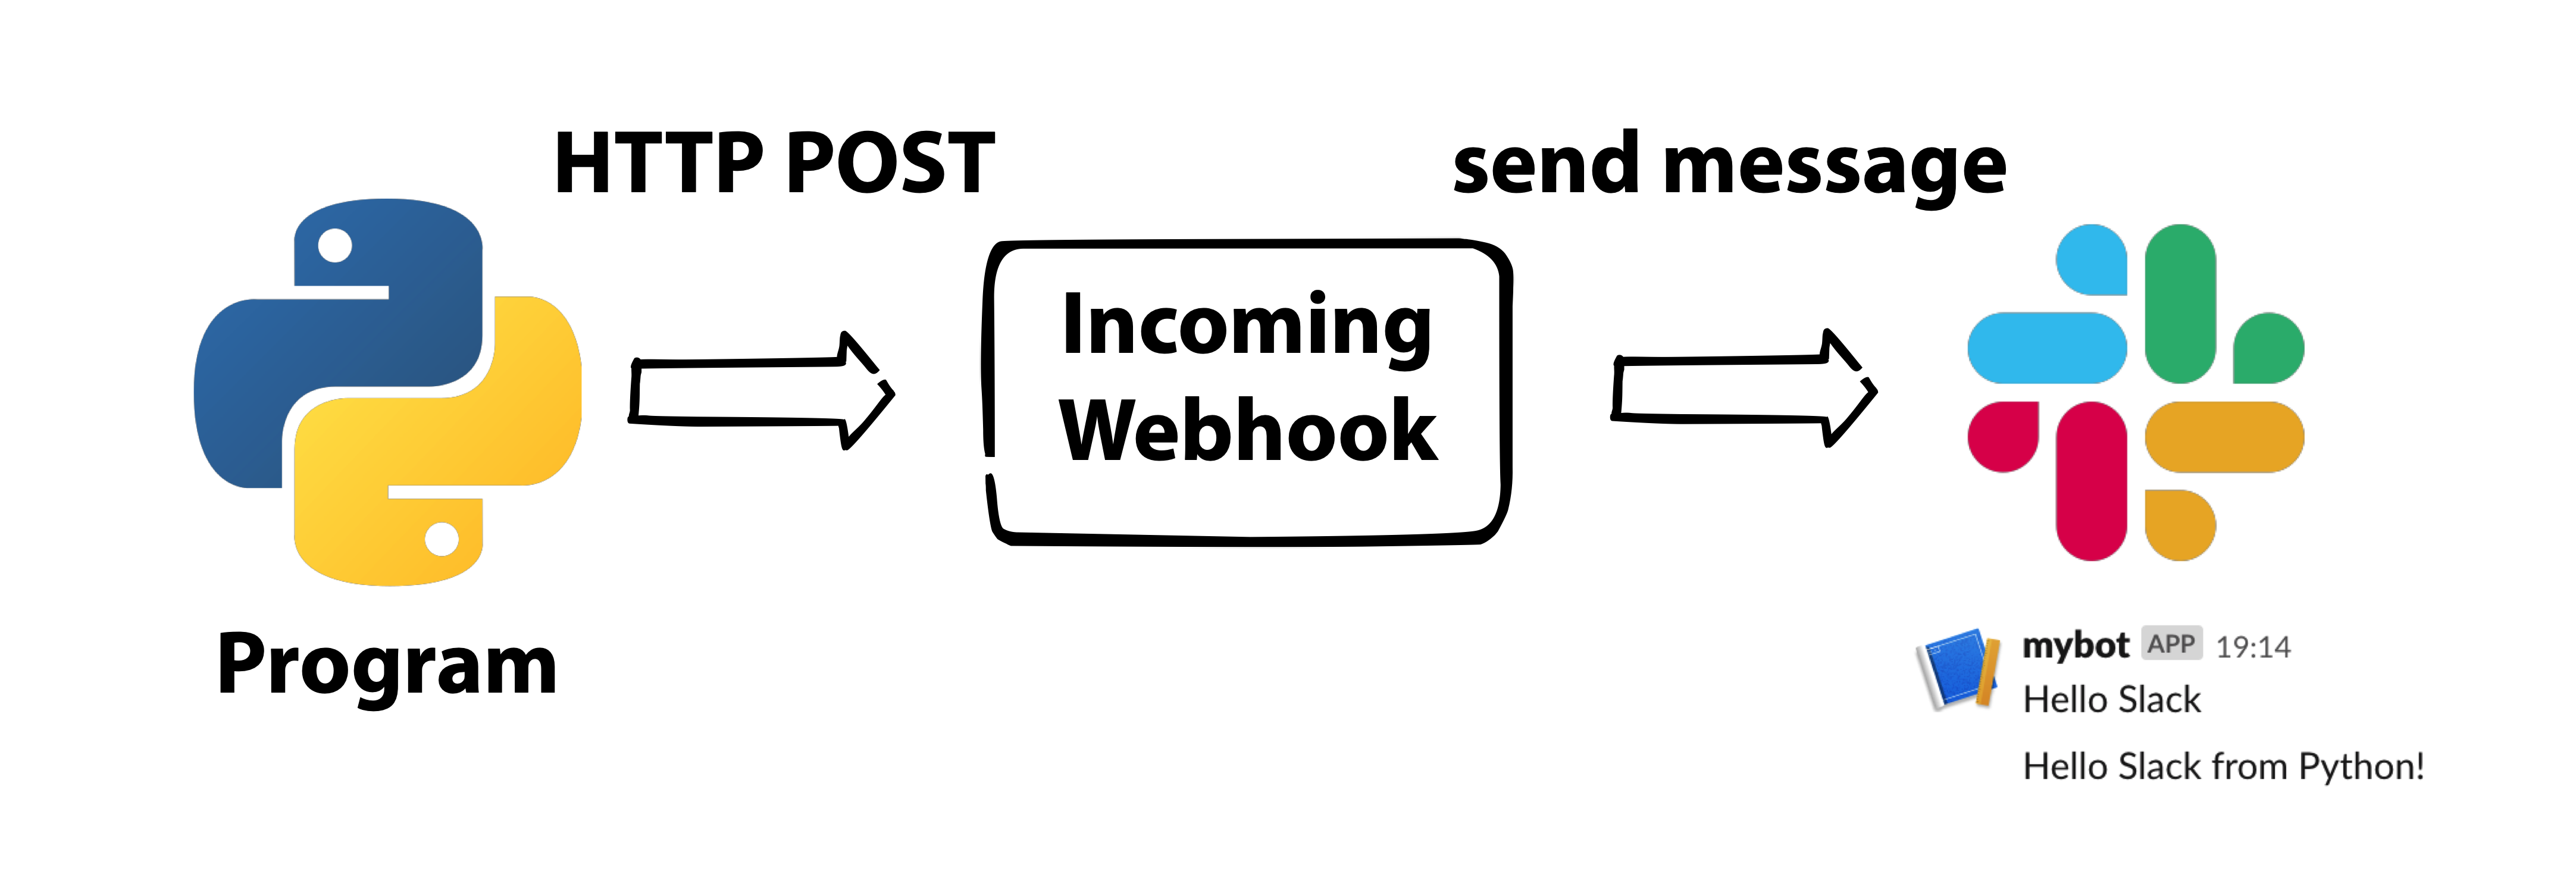 HTTP POST
send message
Incoming
Webhook
Program
mybot APP 19:14
Hello Slack
Hello Slack from Python!